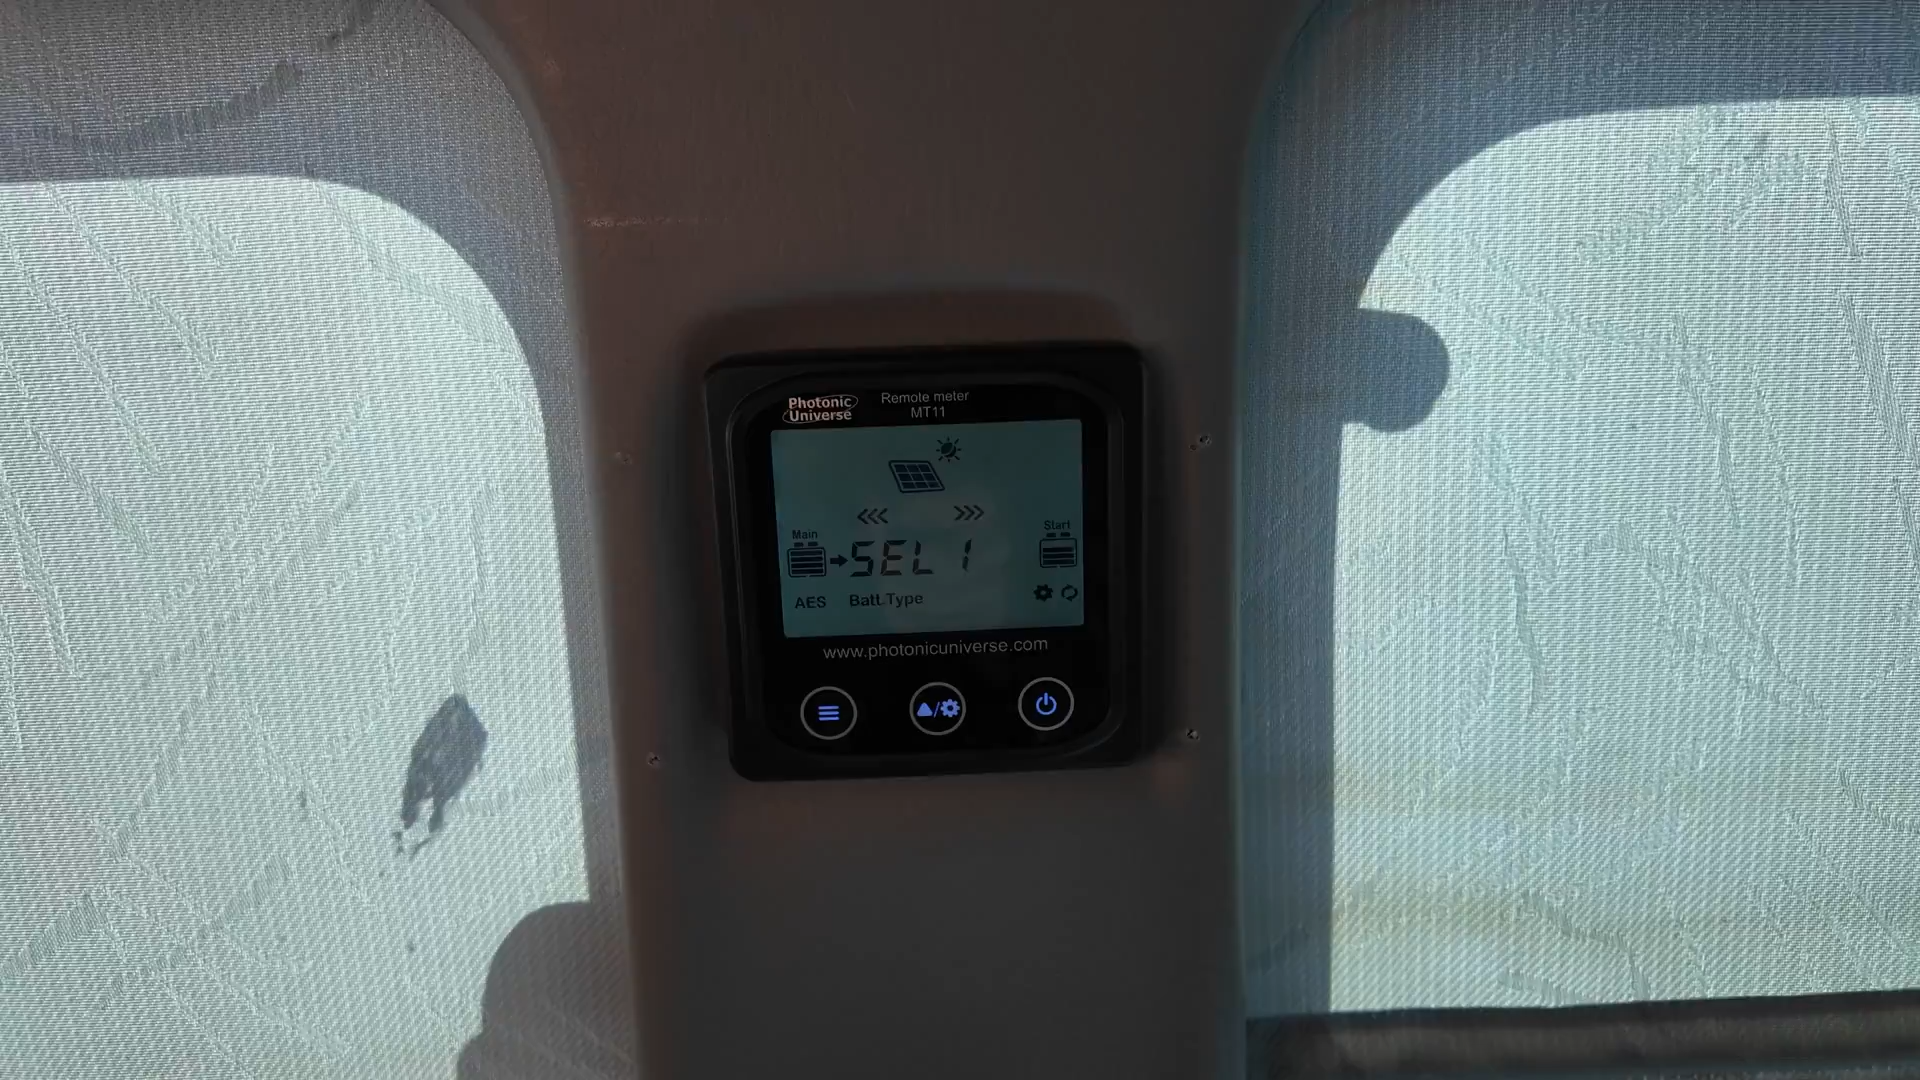 Photonic
Universe
Remote meter
MT11
Main
Start
SEL 1
AES
Batt.Type
www.photonicuniverse.com